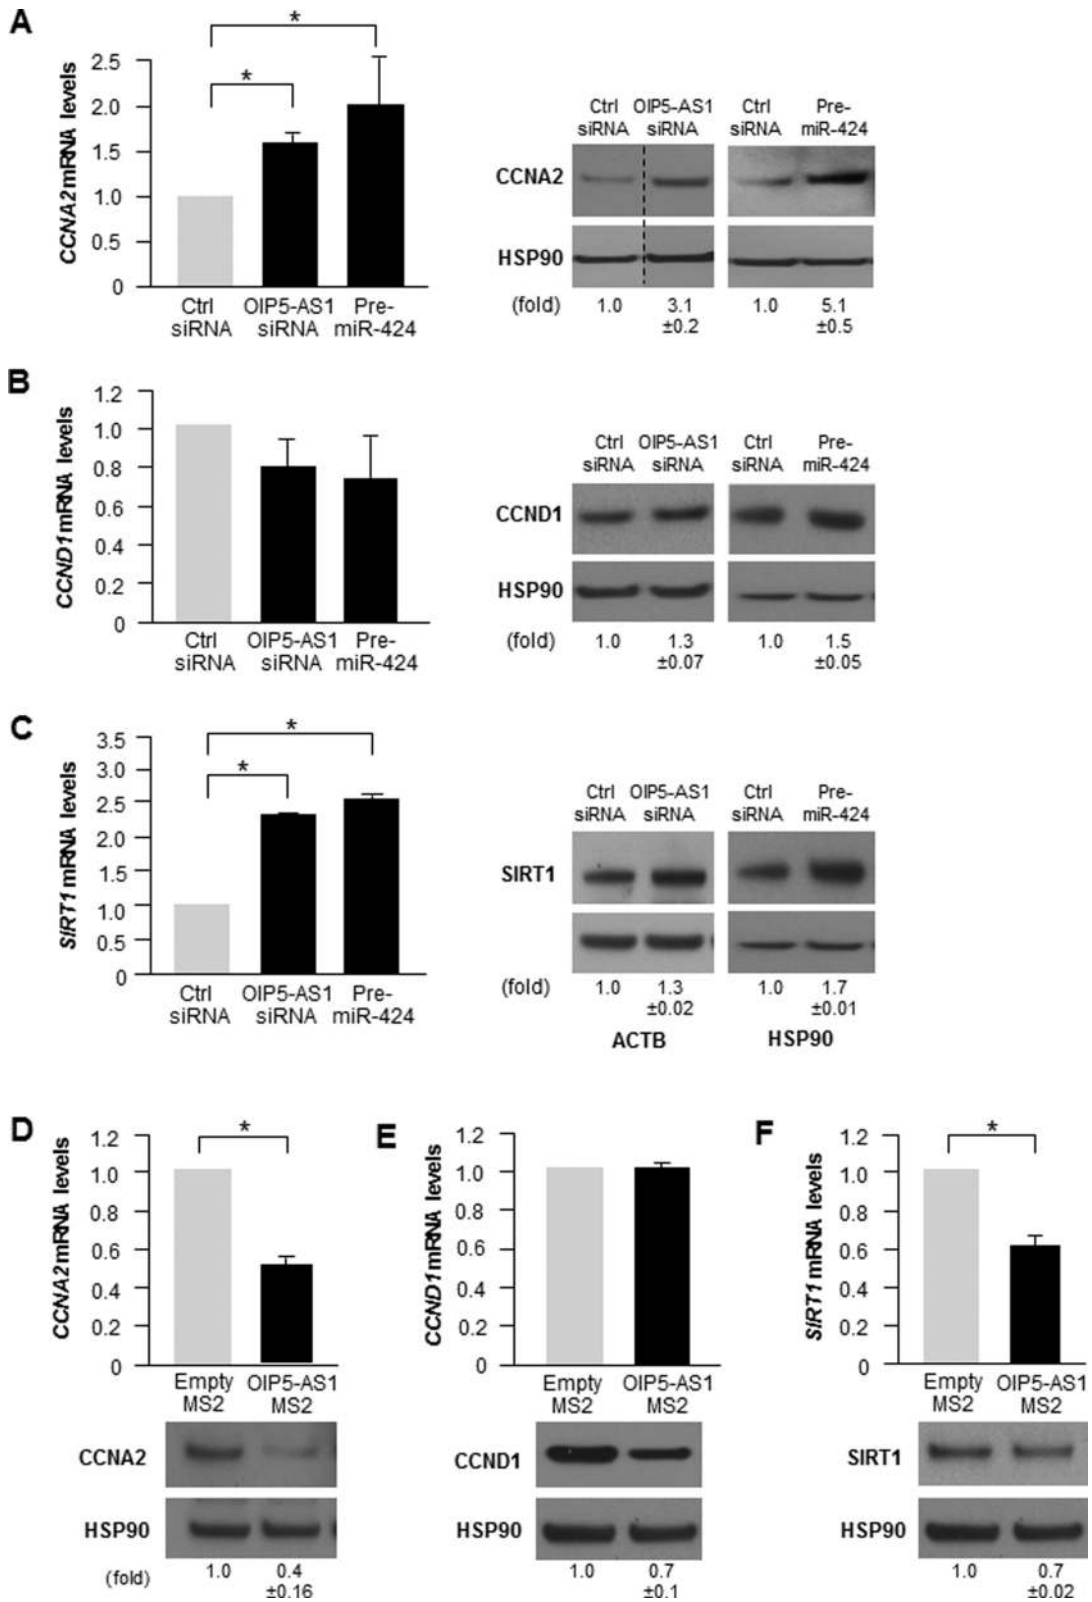 A
*
*
2.5
2.0
1.5
1.0
0.5
0
CCNA2 mRNA levels
Ctrl siRNA
OIP5-AS1 siRNA
Pre-miR-424
Ctrl OIP5-AS1 Ctrl Pre-
siRNA siRNA siRNA miR-424
CCNA2
HSP90
(fold) 1.0 3.1 1.0 5.1
±0.2 ±0.5
B
1.2
1.0
0.8
0.6
0.4
0.2
0
CCND1 mRNA levels
Ctrl OIP5-AS1 Pre-
siRNA siRNA miR-424
Ctrl OIP5-AS1 Ctrl Pre-
siRNA siRNA siRNA miR-424
CCND1
HSP90
(fold) 1.0 1.3 1.0 1.5
±0.07 ±0.05
C
*
*
3.5
3.0
2.5
2.0
1.5
1.0
0.5
0
SIRT1 mRNA levels
Ctrl OIP5-AS1 Pre-
siRNA siRNA miR-424
Ctrl OIP5-AS1 Ctrl Pre-
siRNA siRNA siRNA miR-424
SIRT1
(fold) 1.0 1.3 1.0 1.7
±0.02 ±0.01
ACTB HSP90
D
*
1.2
1.0
0.8
0.6
0.4
0.2
0
CCNA2 mRNA levels
Empty OIP5-AS1
MS2 MS2
CCNA2
HSP90
(fold) 1.0 0.4
±0.16
E
1.2
1.0
0.8
0.6
0.4
0.2
0
CCND1 mRNA levels
Empty OIP5-AS1
MS2 MS2
CCND1
HSP90
1.0 0.7
±0.1
F
*
1.2
1.0
0.8
0.6
0.4
0.2
0
SIRT1 mRNA levels
Empty OIP5-AS1
MS2 MS2
SIRT1
HSP90
1.0 0.7
±0.02